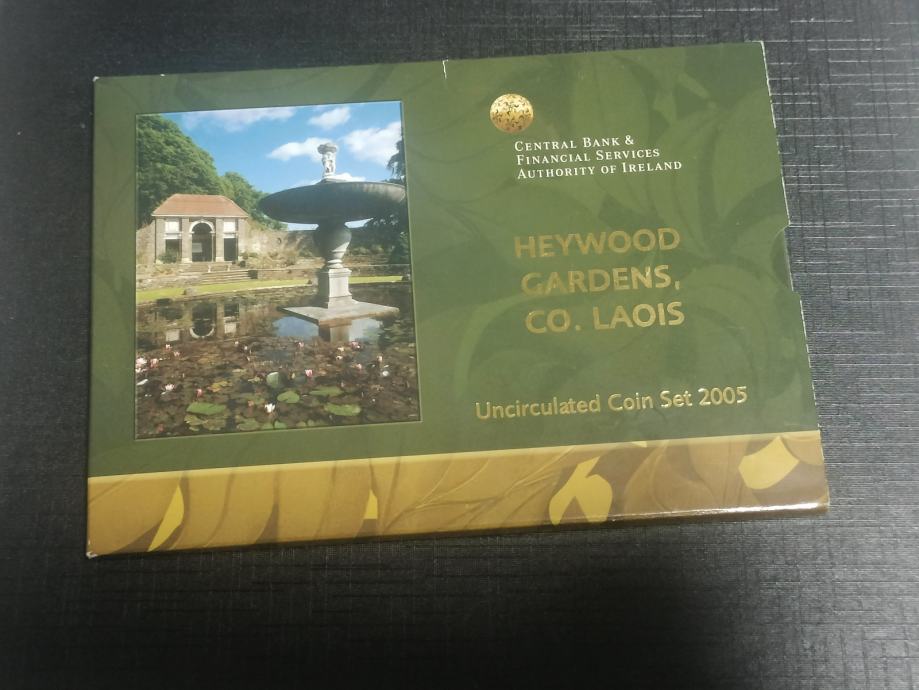 CENTRAL BANK &
FINANCIAL SERVICES
AUTHORITY OF IRELAND
HEYWOOD
GARDENS,
CO. LAOIS
Uncirculated Coin Set 2005